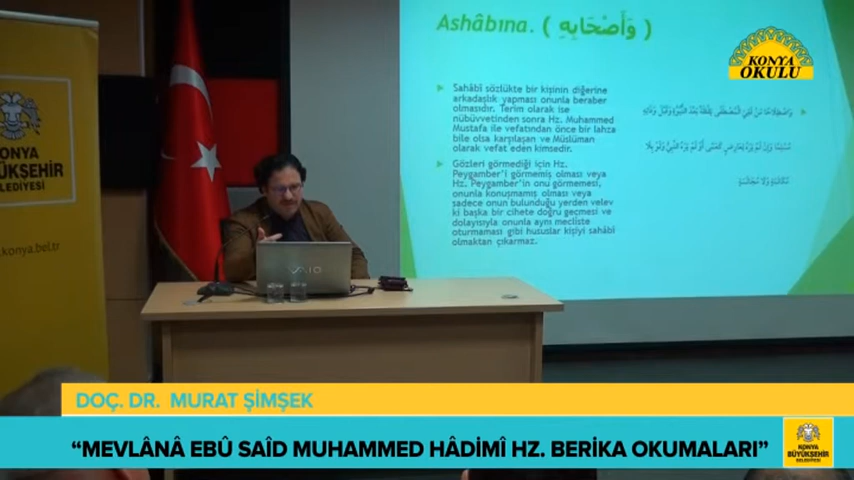 Ashâbına. ( وَأَصْحَابِهِ )
KONYA
OKULU
Sahâbî sözlükte bir kişinin diğerine
arkadaşlık yapması onunla beraber
olmasıdır. Terim olarak ise
nübüvvetinden sonra Hz. Muhammed
Mustafa ile vefatından önce bir lahza
bile olsa karşılaşan ve Müslüman
olarak vefat eden kimsedir.
Gözleri görmediği için Hz.
Peygamber'i görmemiş olması veya
Hz. Peygamber'in onu görmemesi,
onunla konuşmamış olması veya
sadece onun bulunduğu yerden velev
ki başka bir cihete doğru geçmesi ve
dolayısıyla onunla aynı mecliste
oturmaması gibi hususlar kişiyi sahâbî
olmaktan çıkarmaz.
KONYA
BÜYÜKŞEHİR
BELEDİYESİ
konya.bel.tr
VAIO
DOÇ. DR. MURAT ŞİMŞEK
“MEVLÂNÂ EBÛ SAÎD MUHAMMED HÂDİMÎ HZ. BERİKA OKUMALARI”
KONYA
BÜYÜKŞEHİR
BELEDİYESİ